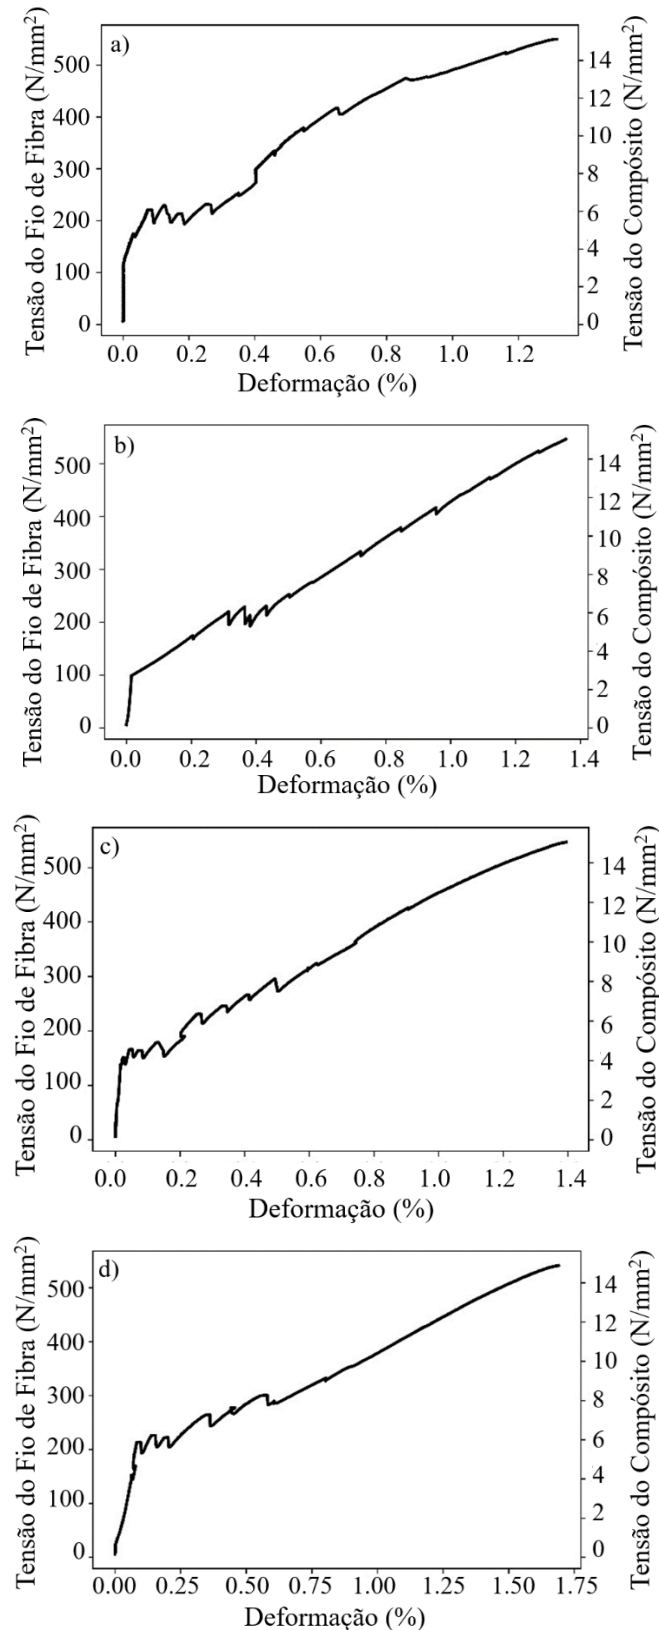 a)
Tensão do Fio de Fibra (N/mm²)
500
400
300
200
100
0
Tensão do Compósito (N/mm²)
14
12
10
8
6
4
2
0
0.0 0.2 0.4 0.6 0.8 1.0 1.2
Deformação (%)
b)
Tensão do Fio de Fibra (N/mm²)
500
400
300
200
100
0
Tensão do Compósito (N/mm²)
14
12
10
8
6
4
2
0
0.0 0.2 0.4 0.6 0.8 1.0 1.2 1.4
Deformação (%)
c)
Tensão do Fio de Fibra (N/mm²)
500
400
300
200
100
0
Tensão do Compósito (N/mm²)
14
12
10
8
6
4
2
0
0.0 0.2 0.4 0.6 0.8 1.0 1.2 1.4
Deformação (%)
d)
Tensão do Fio de Fibra (N/mm²)
500
400
300
200
100
0
Tensão do Compósito (N/mm²)
14
12
10
8
6
4
2
0
0.00 0.25 0.50 0.75 1.00 1.25 1.50 1.75
Deformação (%)